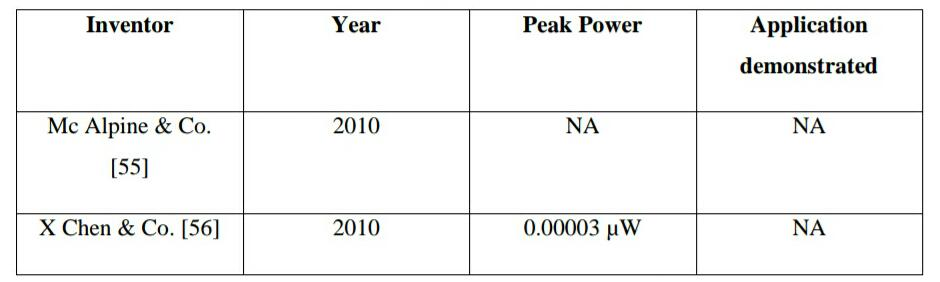 Inventor Year Peak Power Application
demonstrated
Mc Alpine & Co. 2010 NA NA
[55]
X Chen & Co. [56] 2010 0.00003 µW NA